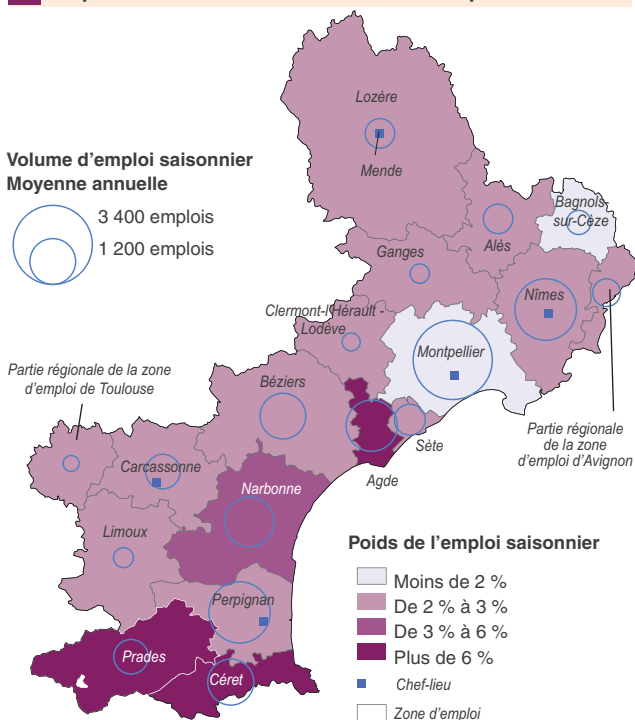 Lozère
Mende
Volume d'emploi saisonnier
Moyenne annuelle
3 400 emplois
1 200 emplois
Bagnols-
sur-Cèze
Alès
Ganges
Nîmes
Clermont-l'Hérault -
Lodève
Montpellier
Partie régionale de la zone
d'emploi de Toulouse
Béziers
Partie régionale
de la zone
d'emploi d'Avignon
Sète
Carcassonne
Agde
Narbonne
Limoux
Poids de l'emploi saisonnier
Moins de 2 %
De 2 % à 3 %
De 3 % à 6 %
Plus de 6 %
Chef-lieu
Zone d'emploi
Perpignan
Prades
Céret